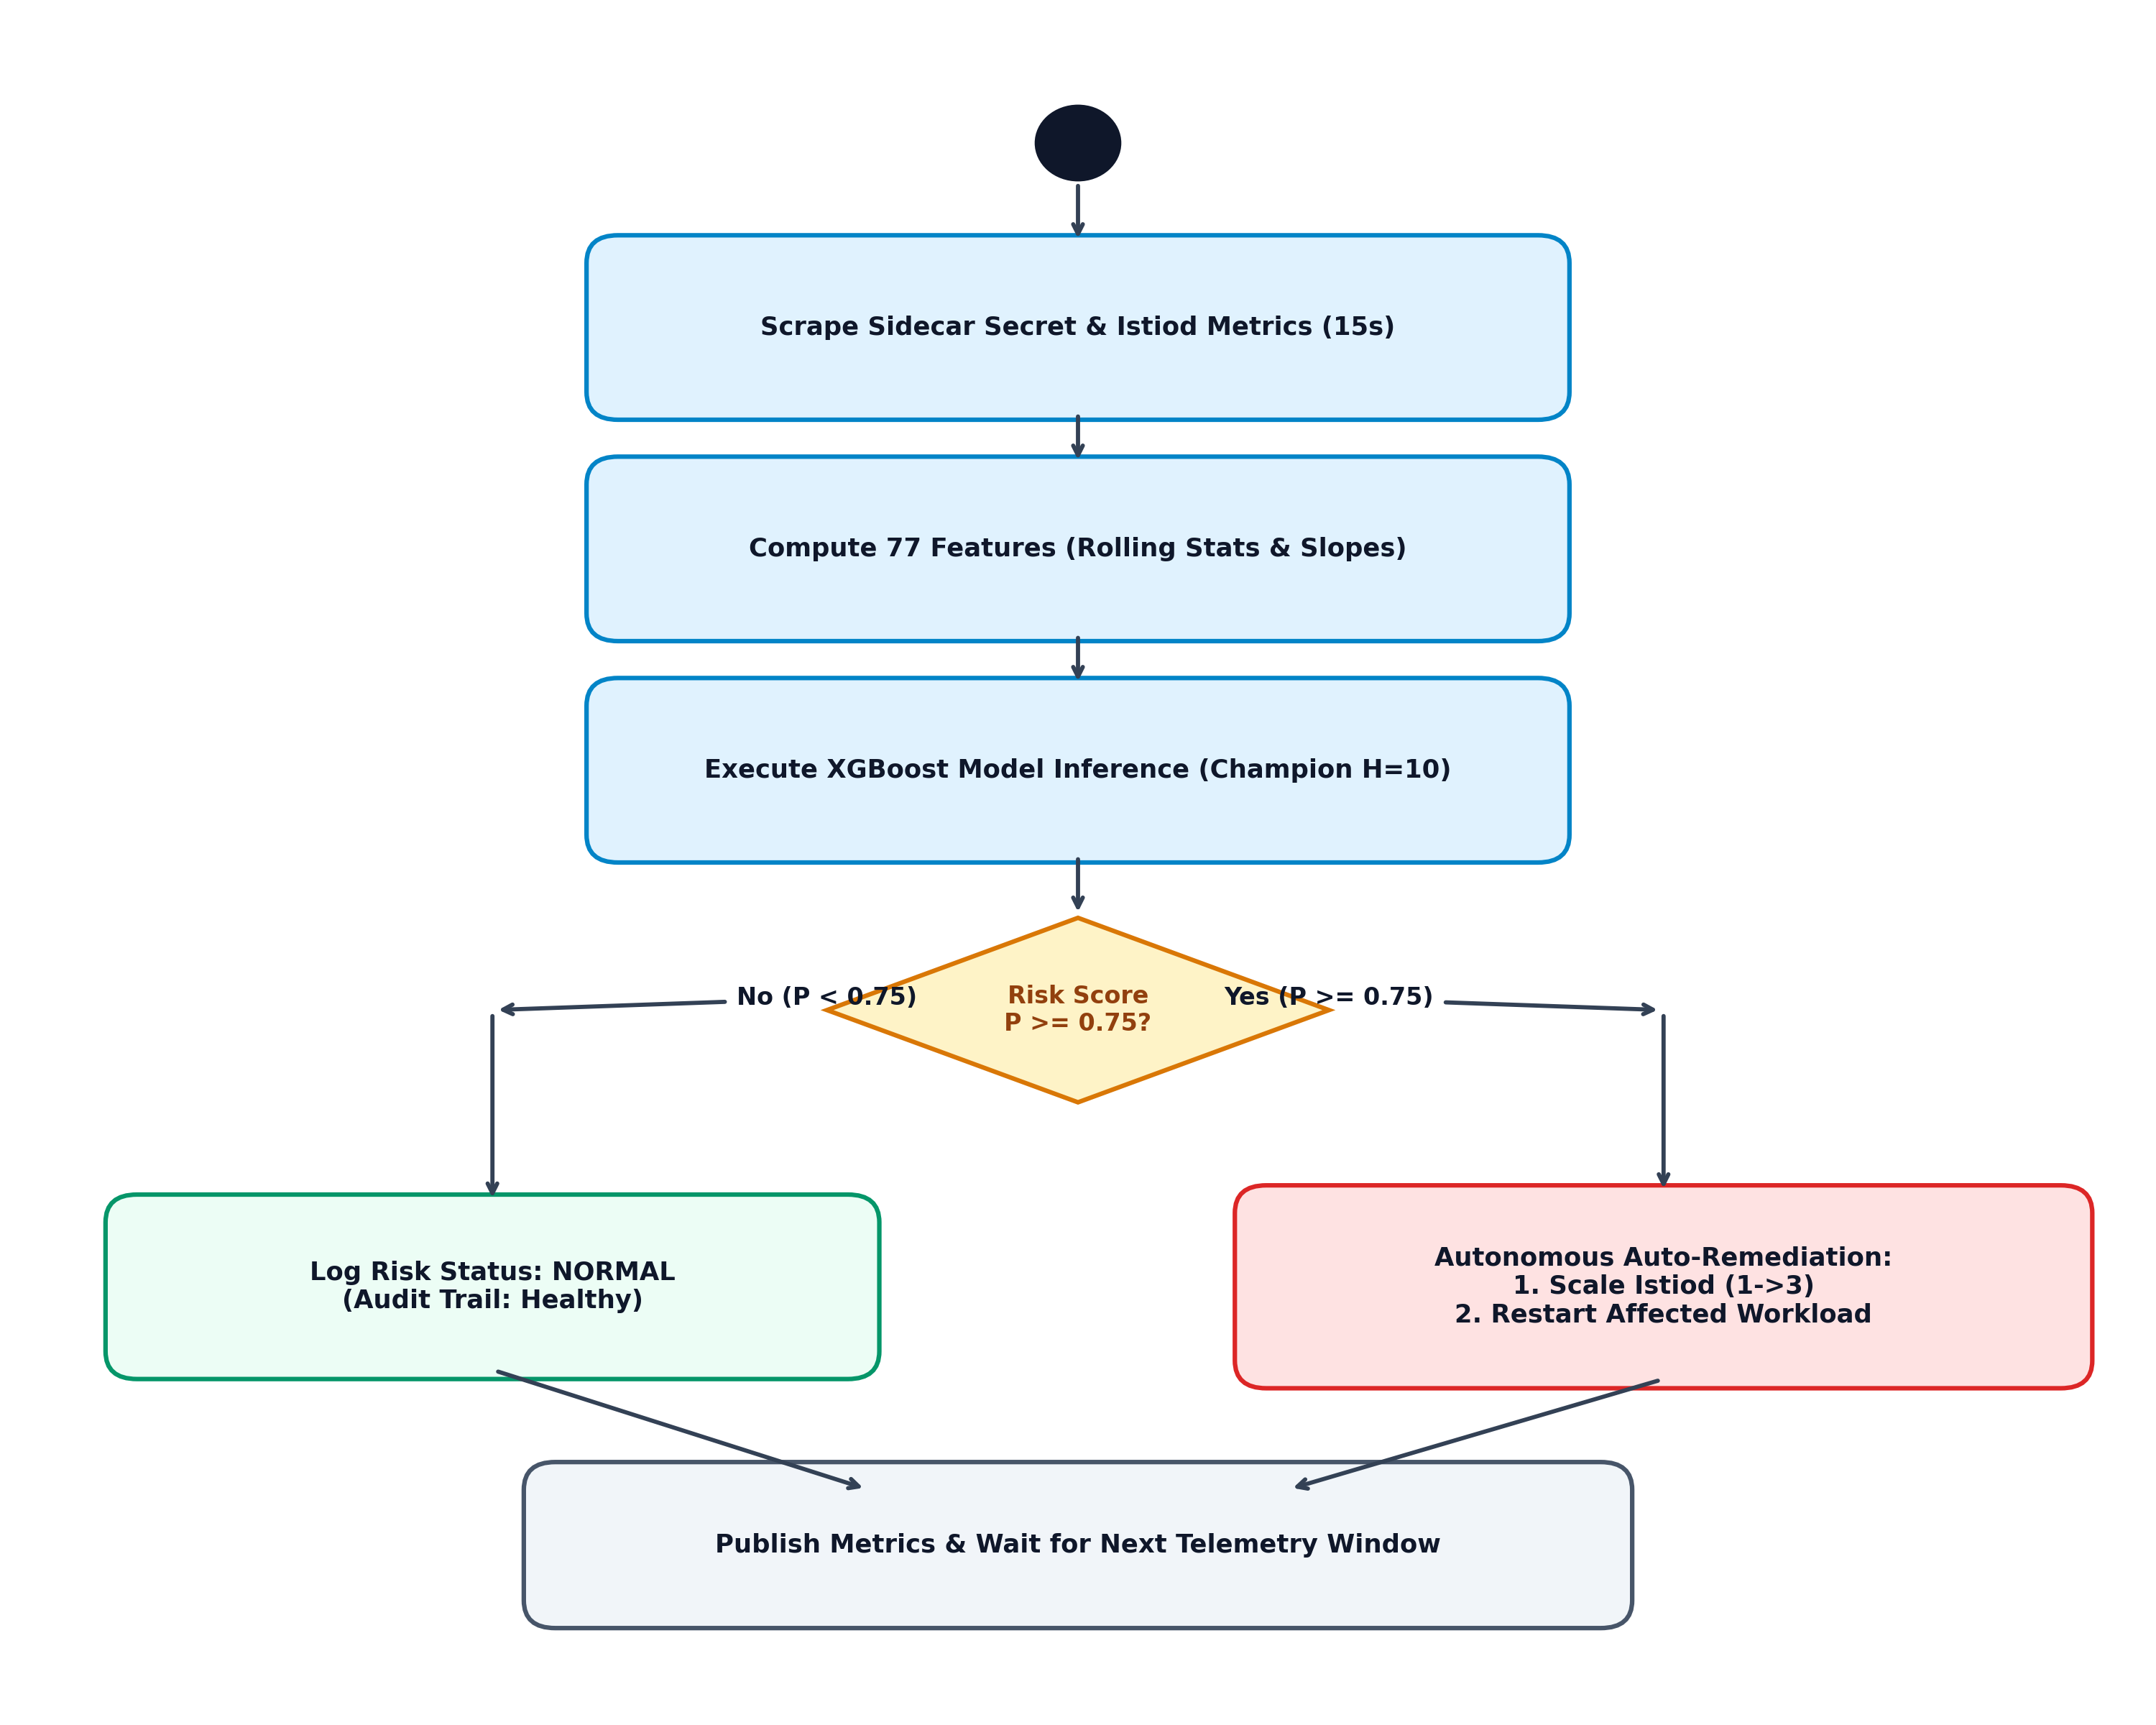 Scrape Sidecar Secret & Istiod Metrics (15s)
Compute 77 Features (Rolling Stats & Slopes)
Execute XGBoost Model Inference (Champion H=10)
No (P < 0.75)
Risk Score
P >= 0.75?
Yes (P >= 0.75)
Log Risk Status: NORMAL
(Audit Trail: Healthy)
Autonomous Auto-Remediation:
1. Scale Istiod (1->3)
2. Restart Affected Workload
Publish Metrics & Wait for Next Telemetry Window